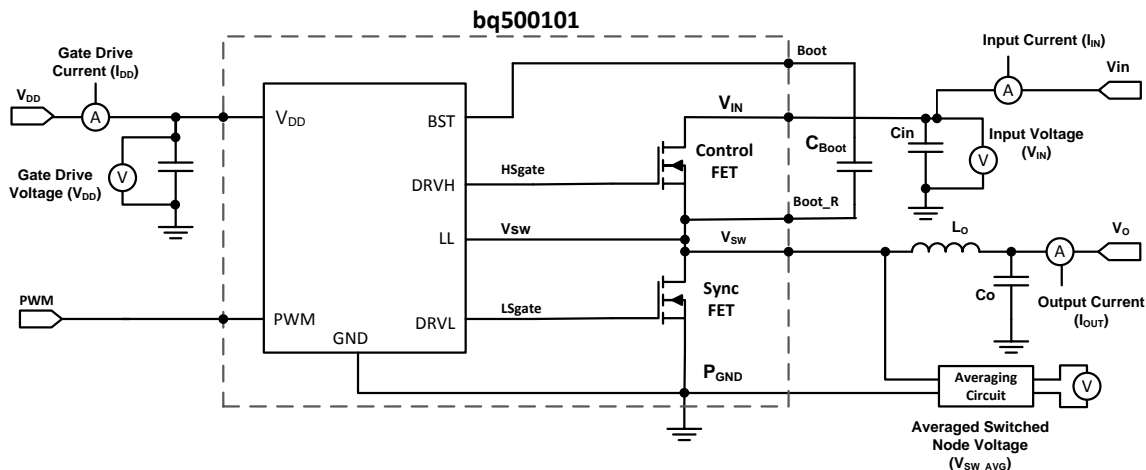 bq500101
Gate Drive
Current (IDD)
VDD
A
V
Gate Drive
Voltage (VDD)
PWM
VDD
BST
DRVH
LL
DRVL
PWM
GND
HSgate
Vsw
LSgate
Control
FET
Sync
FET
PGND
VIN
VSW
Boot
CBoot
Boot_R
Input Current (IIN)
A
Vin
Cin
V
Input Voltage
(VIN)
LO
Co
A
VO
Output Current
(IOUT)
Averaging
Circuit
V
Averaged Switched
Node Voltage
(VSW_AVG)